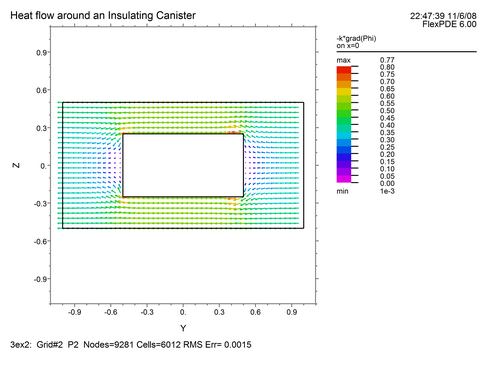 Heat flow around an Insulating Canister
22:47:39 11/6/08
FlexPDE 6.00
-k*grad(Phi)
on x=0
max 0.77
0.80
0.75
0.70
0.65
0.60
0.55
0.50
0.45
0.40
0.35
0.30
0.25
0.20
0.15
0.10
0.05
0.00
min 1e-3
0.9
0.6
0.3
0.
-0.3
-0.6
-0.9
Z
-0.9 -0.6 -0.3 0. 0.3 0.6 0.9
Y
3ex2: Grid#2 P2 Nodes=9281 Cells=6012 RMS Err= 0.0015